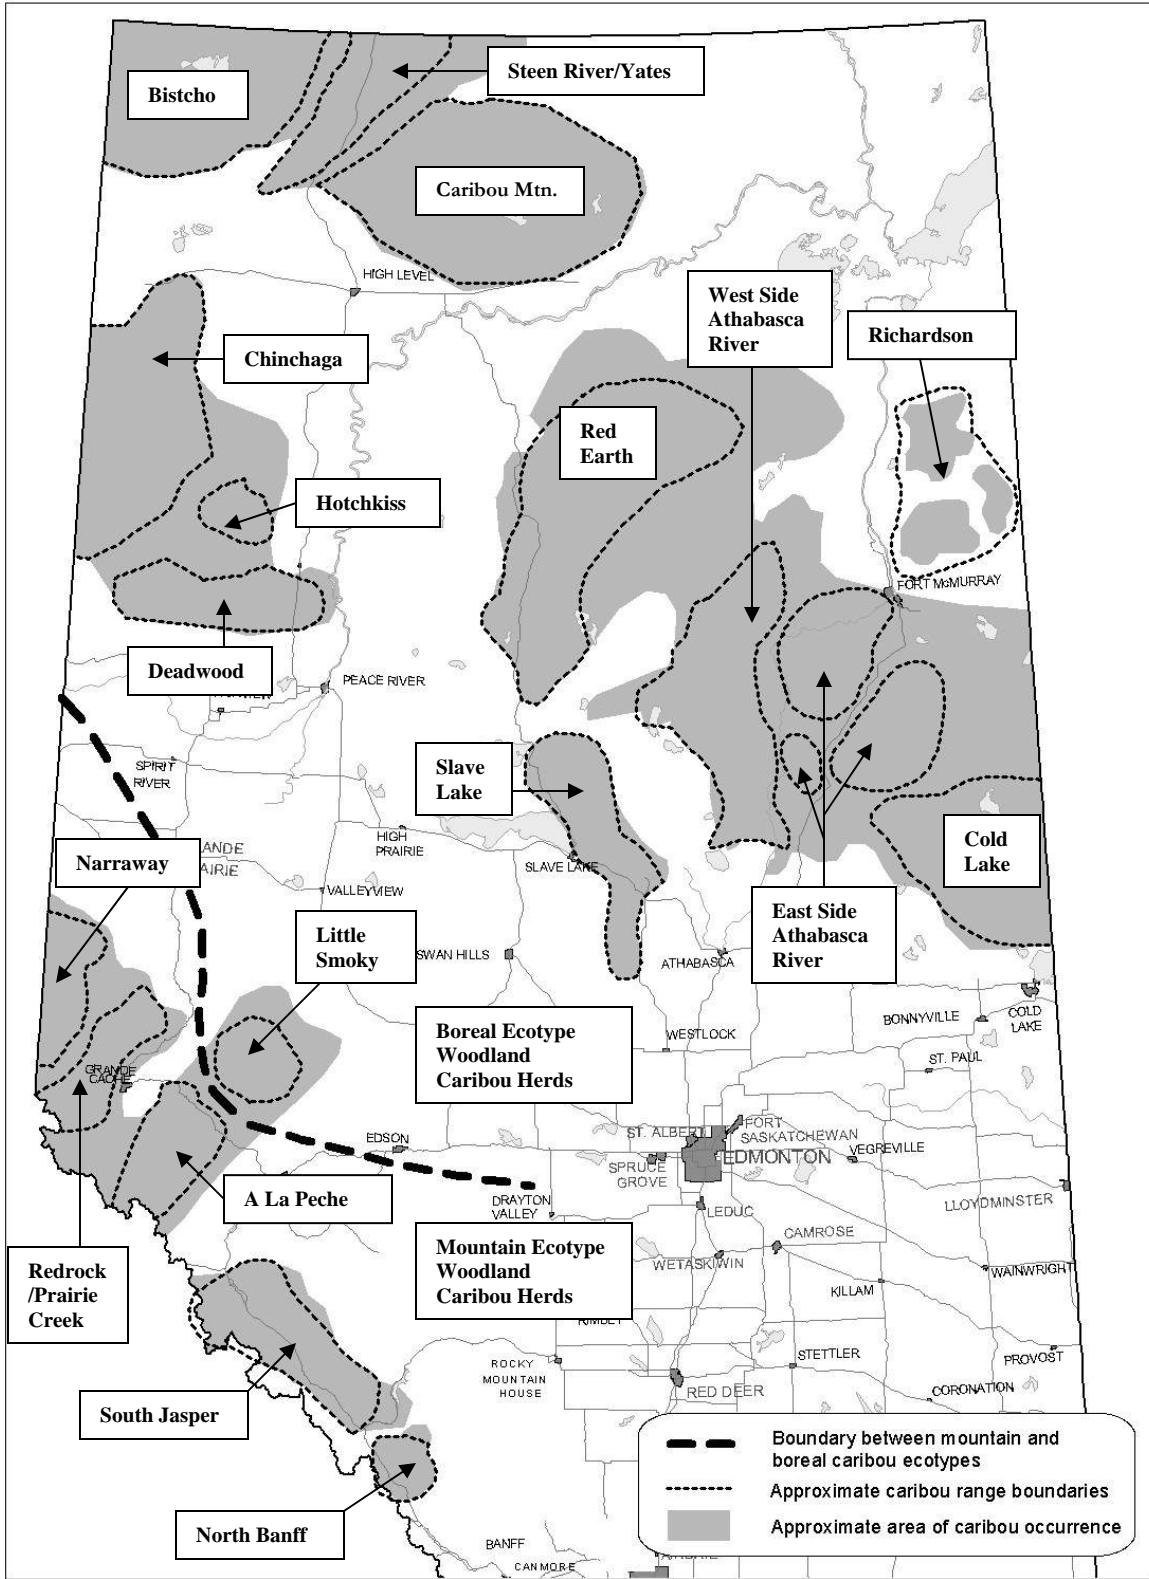 Bistcho
Steen River/Yates
Caribou Mtn.
HIGH LEVEL
West Side
Athabasca
River
Richardson
Chinchaga
Red
Earth
Hotchkiss
FORT McMURRAY
Deadwood
PEACE RIVER
SPIRIT
RIVER
Slave
Lake
Narraway
HIGH
PRAIRIE
Cold
Lake
SLAVE LAKE
VALLEYVIEW
Little
Smoky
East Side
Athabasca
River
SWAN HILLS
ATHABASCA
COLD
LAKE
BONNYVILLE
Boreal Ecotype
Woodland
Caribou Herds
WESTLOCK
ST. PAUL
GRANDE
CACHE
EDSON
ST. ALBERT
FORT
SASKATCHEWAN
SPRUCE
GROVE
EDMONTON
VEGREVILLE
A La Peche
DRAYTON
VALLEY
LEDUC
LLOYDMINSTER
CAMROSE
Mountain Ecotype
Woodland
Caribou Herds
WETASKIWIN
WAINWRIGHT
Redrock
/Prairie
Creek
KILLAM
STETTLER
PROVOST
ROCKY
MOUNTAIN
HOUSE
RED DEER
CORONATION
South Jasper
North Banff
BANFF
CANMORE
Boundary between mountain and
boreal caribou ecotypes
Approximate caribou range boundaries
Approximate area of caribou occurrence